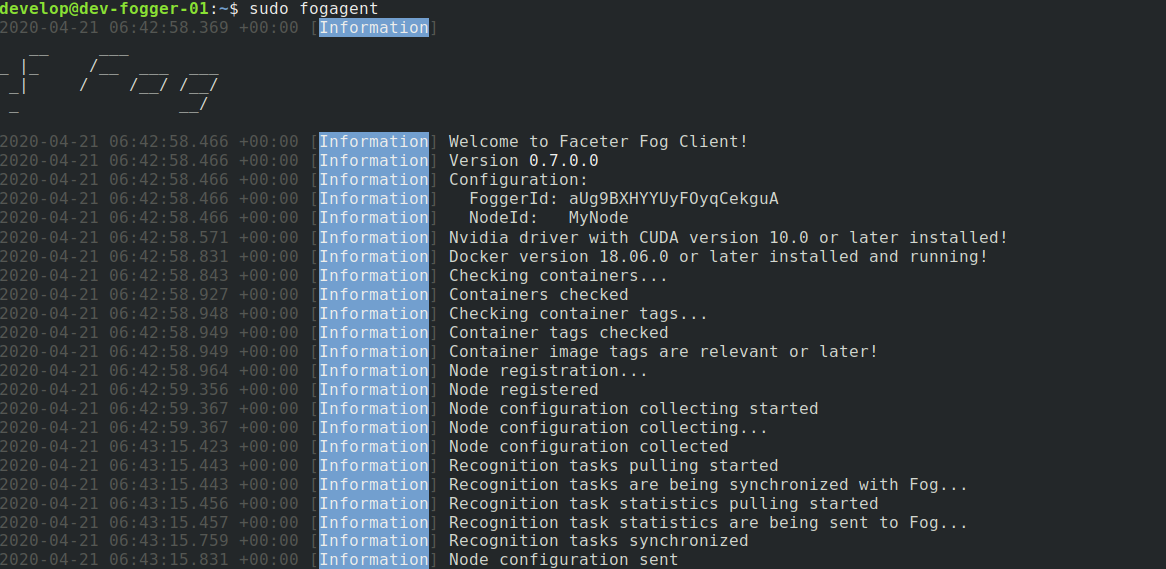 develop@dev-fogger-01:~$ sudo fogagent
2020-04-21 06:42:58.369 +00:00 [Information]
Fog
2020-04-21 06:42:58.466 +00:00 [Information] Welcome to Faceter Fog Client!
2020-04-21 06:42:58.466 +00:00 [Information] Version 0.7.0.0
2020-04-21 06:42:58.466 +00:00 [Information] Configuration:
2020-04-21 06:42:58.466 +00:00 [Information]   FoggerId: aUg9BXHYYUyFOyqCekguA
2020-04-21 06:42:58.466 +00:00 [Information]   NodeId:   MyNode
2020-04-21 06:42:58.571 +00:00 [Information] Nvidia driver with CUDA version 10.0 or later installed!
2020-04-21 06:42:58.831 +00:00 [Information] Docker version 18.06.0 or later installed and running!
2020-04-21 06:42:58.843 +00:00 [Information] Checking containers...
2020-04-21 06:42:58.927 +00:00 [Information] Containers checked
2020-04-21 06:42:58.948 +00:00 [Information] Checking container tags...
2020-04-21 06:42:58.949 +00:00 [Information] Container tags checked
2020-04-21 06:42:58.949 +00:00 [Information] Container image tags are relevant or later!
2020-04-21 06:42:58.964 +00:00 [Information] Node registration...
2020-04-21 06:42:59.356 +00:00 [Information] Node registered
2020-04-21 06:42:59.367 +00:00 [Information] Node configuration collecting started
2020-04-21 06:42:59.367 +00:00 [Information] Node configuration collecting...
2020-04-21 06:43:15.423 +00:00 [Information] Node configuration collected
2020-04-21 06:43:15.443 +00:00 [Information] Recognition tasks pulling started
2020-04-21 06:43:15.443 +00:00 [Information] Recognition tasks are being synchronized with Fog...
2020-04-21 06:43:15.456 +00:00 [Information] Recognition task statistics pulling started
2020-04-21 06:43:15.457 +00:00 [Information] Recognition task statistics are being sent to Fog...
2020-04-21 06:43:15.759 +00:00 [Information] Recognition tasks synchronized
2020-04-21 06:43:15.831 +00:00 [Information] Node configuration sent